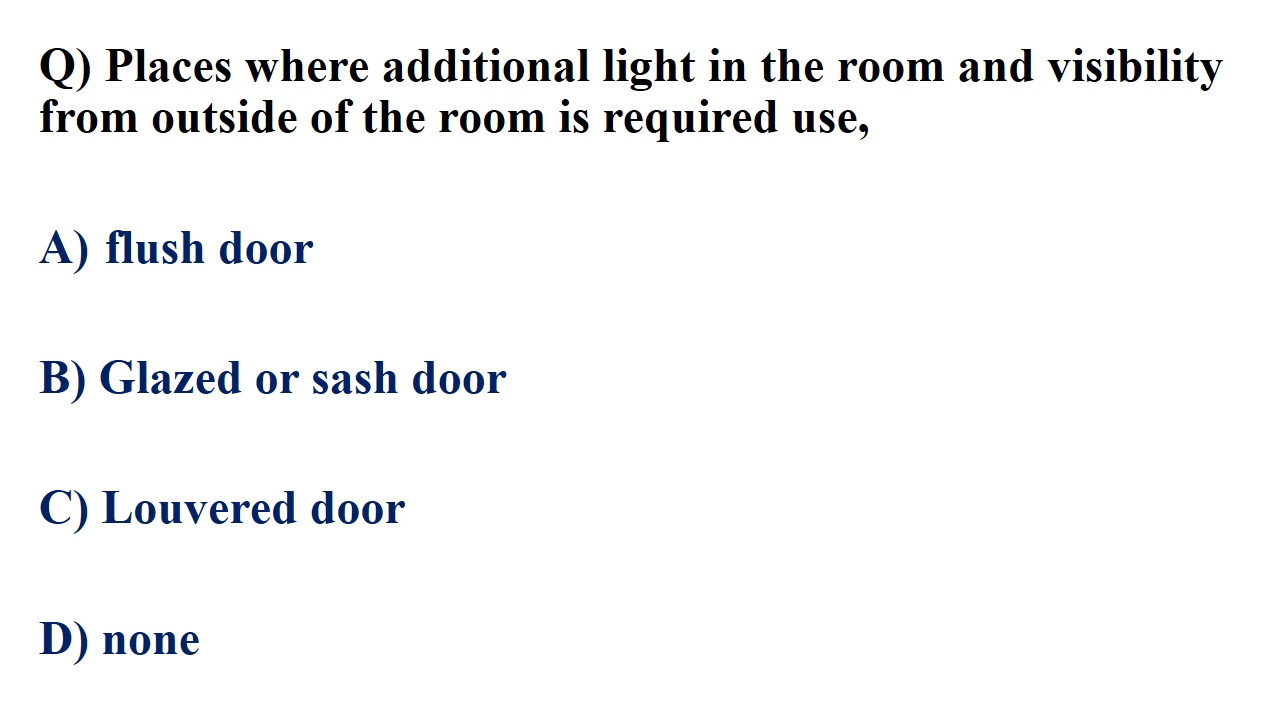 Q) Places where additional light in the room and visibility
from outside of the room is required use,
A) flush door
B) Glazed or sash door
C) Louvered door
D) none